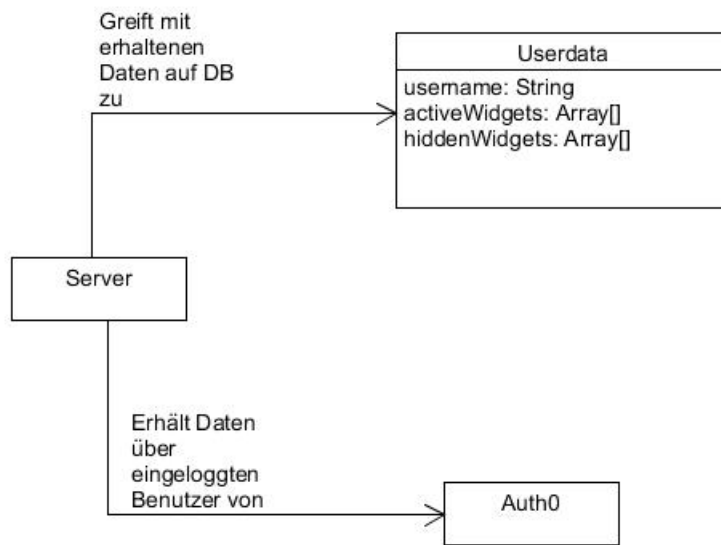 Greift mit
erhaltenen
Daten auf DB
zu
Userdata
username: String
activeWidgets: Array[]
hiddenWidgets: Array[]
Server
Erhält Daten
über
eingeloggten
Benutzer von
Auth0